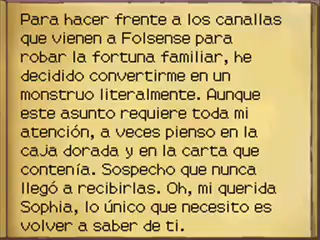 Para hacer frente a los canallas
que vienen a Folsense para
robar la fortuna familiar, he
decidido convertirme en un
monstruo literalmente. Aunque
este asunto requiere toda mi
atención, a veces pienso en la
caja dorada y en la carta que
contenía. Sospecho que nunca
llegó a recibirlas. Oh, mi querida
Sophia, lo único que necesito es
volver a saber de ti.